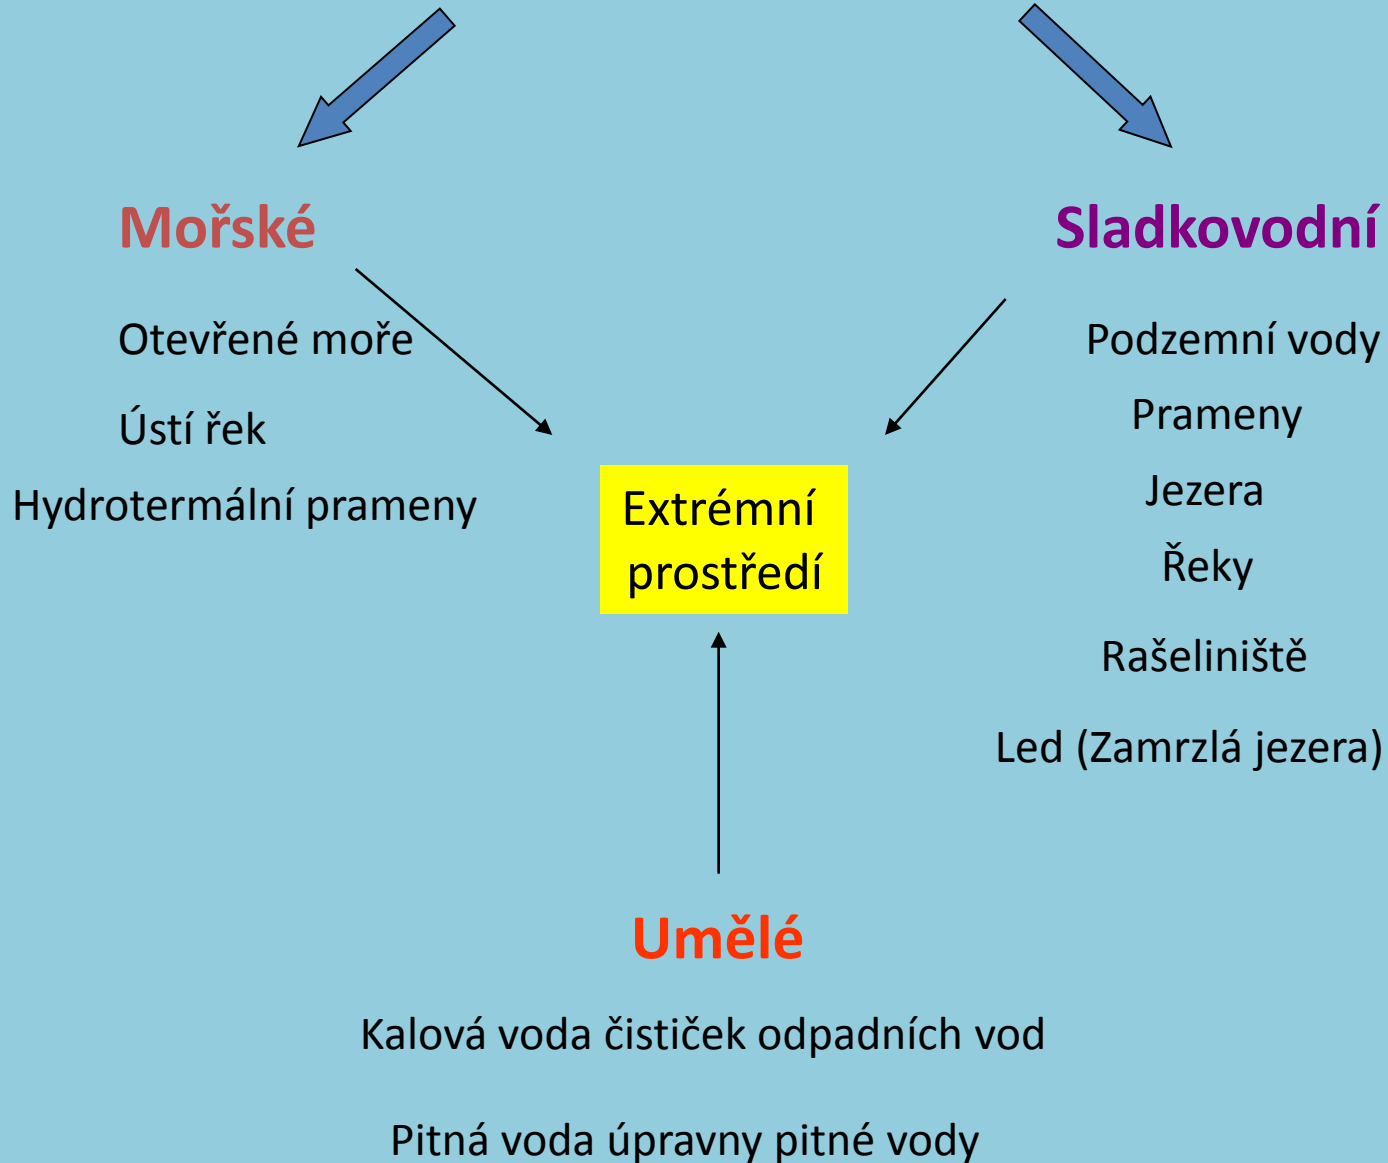 Mořské
Otevřené moře
Ústí řek
Hydrotermální prameny
Sladkovodní
Podzemní vody
Prameny
Jezera
Řeky
Rašeliniště
Led (Zamrzlá jezera)
Extrémní
prostředí
Umělé
Kalová voda čističek odpadních vod
Pitná voda úpravny pitné vody